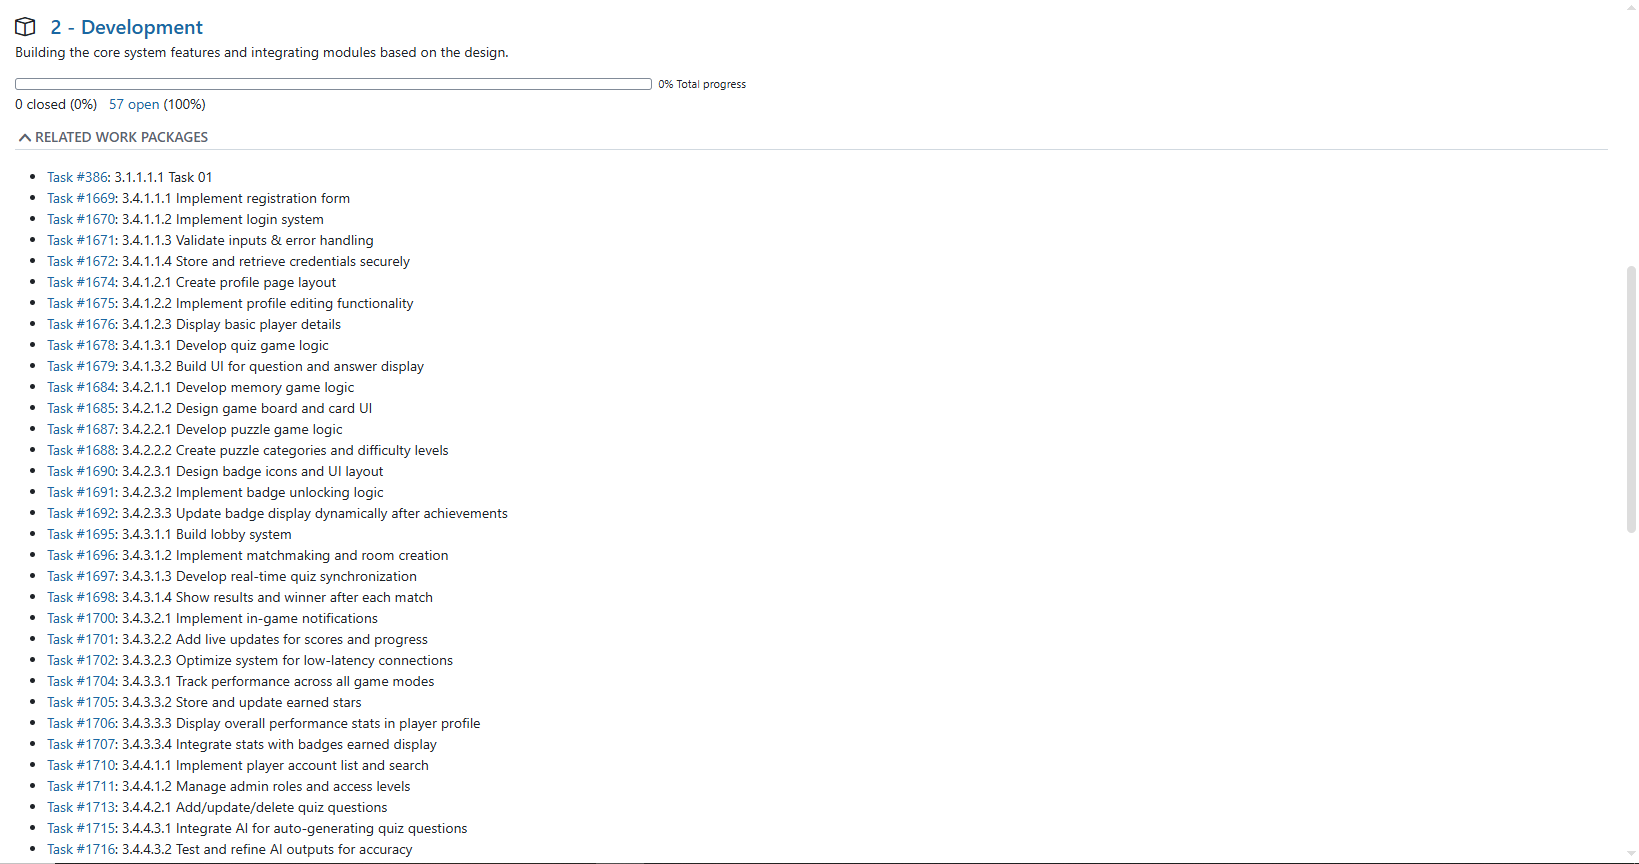 2 - Development
Building the core system features and integrating modules based on the design.
0% Total progress
0 closed (0%) 57 open (100%)
RELATED WORK PACKAGES
Task #386: 3.1.1.1.1 Task 01
Task #1669: 3.4.1.1.1 Implement registration form
Task #1670: 3.4.1.1.2 Implement login system
Task #1671: 3.4.1.1.3 Validate inputs & error handling
Task #1672: 3.4.1.1.4 Store and retrieve credentials securely
Task #1674: 3.4.1.2.1 Create profile page layout
Task #1675: 3.4.1.2.2 Implement profile editing functionality
Task #1676: 3.4.1.2.3 Display basic player details
Task #1678: 3.4.1.3.1 Develop quiz game logic
Task #1679: 3.4.1.3.2 Build UI for question and answer display
Task #1684: 3.4.2.1.1 Develop memory game logic
Task #1685: 3.4.2.1.2 Design game board and card UI
Task #1687: 3.4.2.2.1 Develop puzzle game logic
Task #1688: 3.4.2.2.2 Create puzzle categories and difficulty levels
Task #1690: 3.4.2.3.1 Design badge icons and UI layout
Task #1691: 3.4.2.3.2 Implement badge unlocking logic
Task #1692: 3.4.2.3.3 Update badge display dynamically after achievements
Task #1695: 3.4.3.1.1 Build lobby system
Task #1696: 3.4.3.1.2 Implement matchmaking and room creation
Task #1697: 3.4.3.1.3 Develop real-time quiz synchronization
Task #1698: 3.4.3.1.4 Show results and winner after each match
Task #1700: 3.4.3.2.1 Implement in-game notifications
Task #1701: 3.4.3.2.2 Add live updates for scores and progress
Task #1702: 3.4.3.2.3 Optimize system for low-latency connections
Task #1704: 3.4.3.3.1 Track performance across all game modes
Task #1705: 3.4.3.3.2 Store and update earned stars
Task #1706: 3.4.3.3.3 Display overall performance stats in player profile
Task #1707: 3.4.3.3.4 Integrate stats with badges earned display
Task #1710: 3.4.4.1.1 Implement player account list and search
Task #1711: 3.4.4.1.2 Manage admin roles and access levels
Task #1713: 3.4.4.2.1 Add/update/delete quiz questions
Task #1715: 3.4.4.3.1 Integrate AI for auto-generating quiz questions
Task #1716: 3.4.4.3.2 Test and refine AI outputs for accuracy